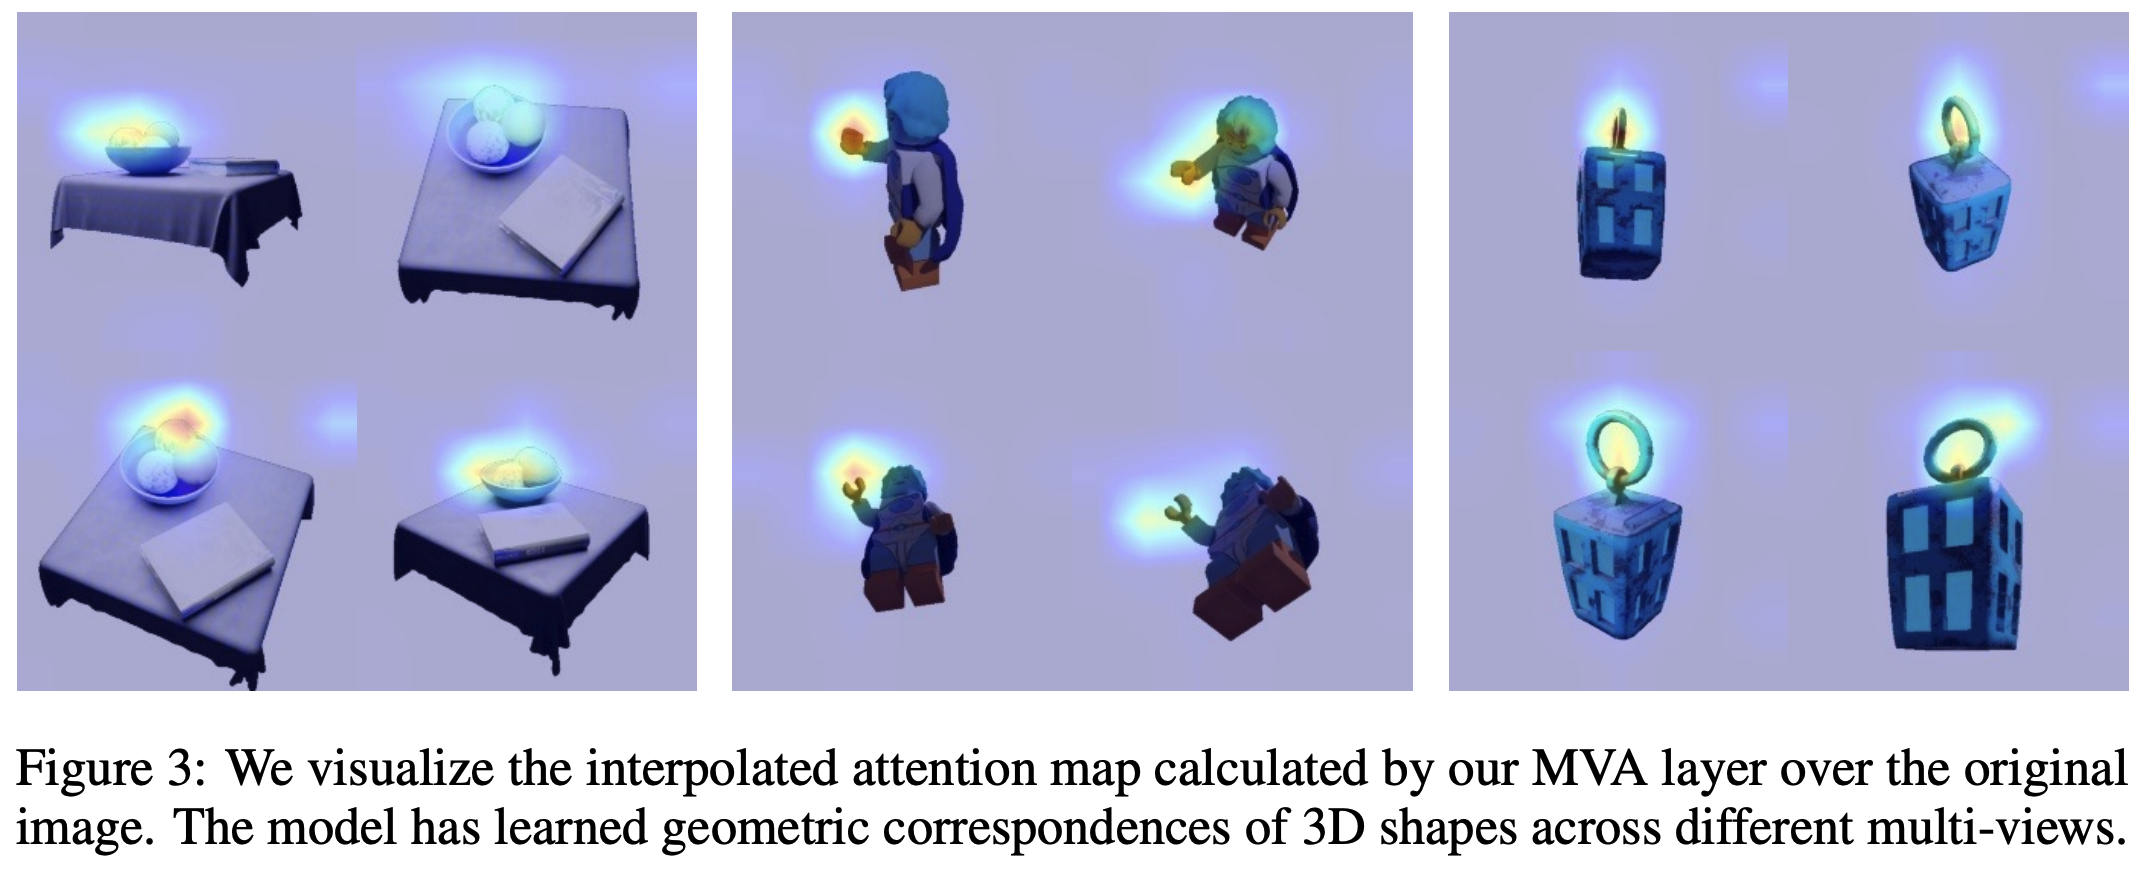 Figure 3: We visualize the interpolated attention map calculated by our MVA layer over the original
image. The model has learned geometric correspondences of 3D shapes across different multi-views.